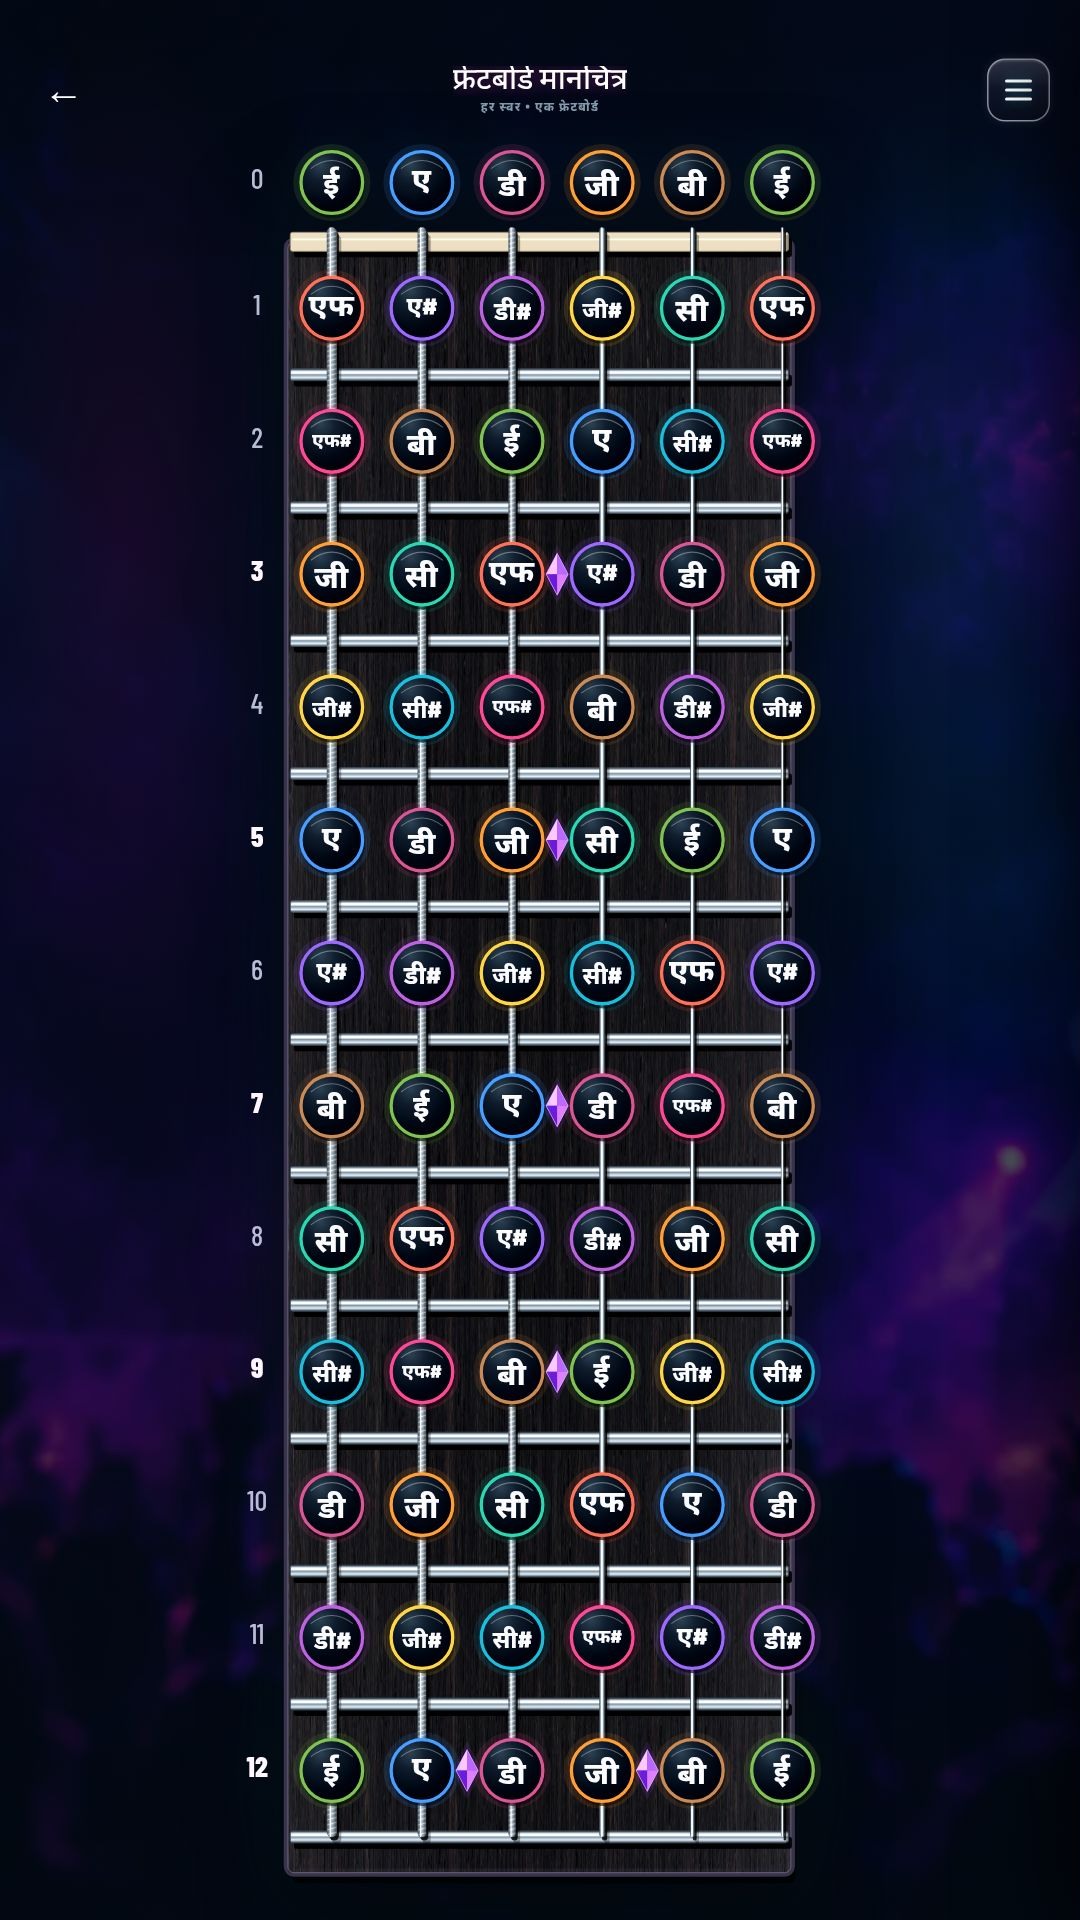 ←
फ्रेटबोर्ड मानचित्र
हर स्वर • एक फ्रेटबोर्ड
0 ई ए डी जी बी ई
1 एफ ए# डी# जी# सी एफ
2 एफ# बी ई ए सी# एफ#
3 जी सी एफ ए# डी जी
4 जी# सी# एफ# बी डी# जी#
5 ए डी जी सी ई ए
6 ए# डी# जी# सी# एफ ए#
7 बी ई ए डी एफ# बी
8 सी एफ ए# डी# जी सी
9 सी# एफ# बी ई जी# सी#
10 डी जी सी एफ ए डी
11 डी# जी# सी# एफ# ए# डी#
12 ई ए डी जी बी ई